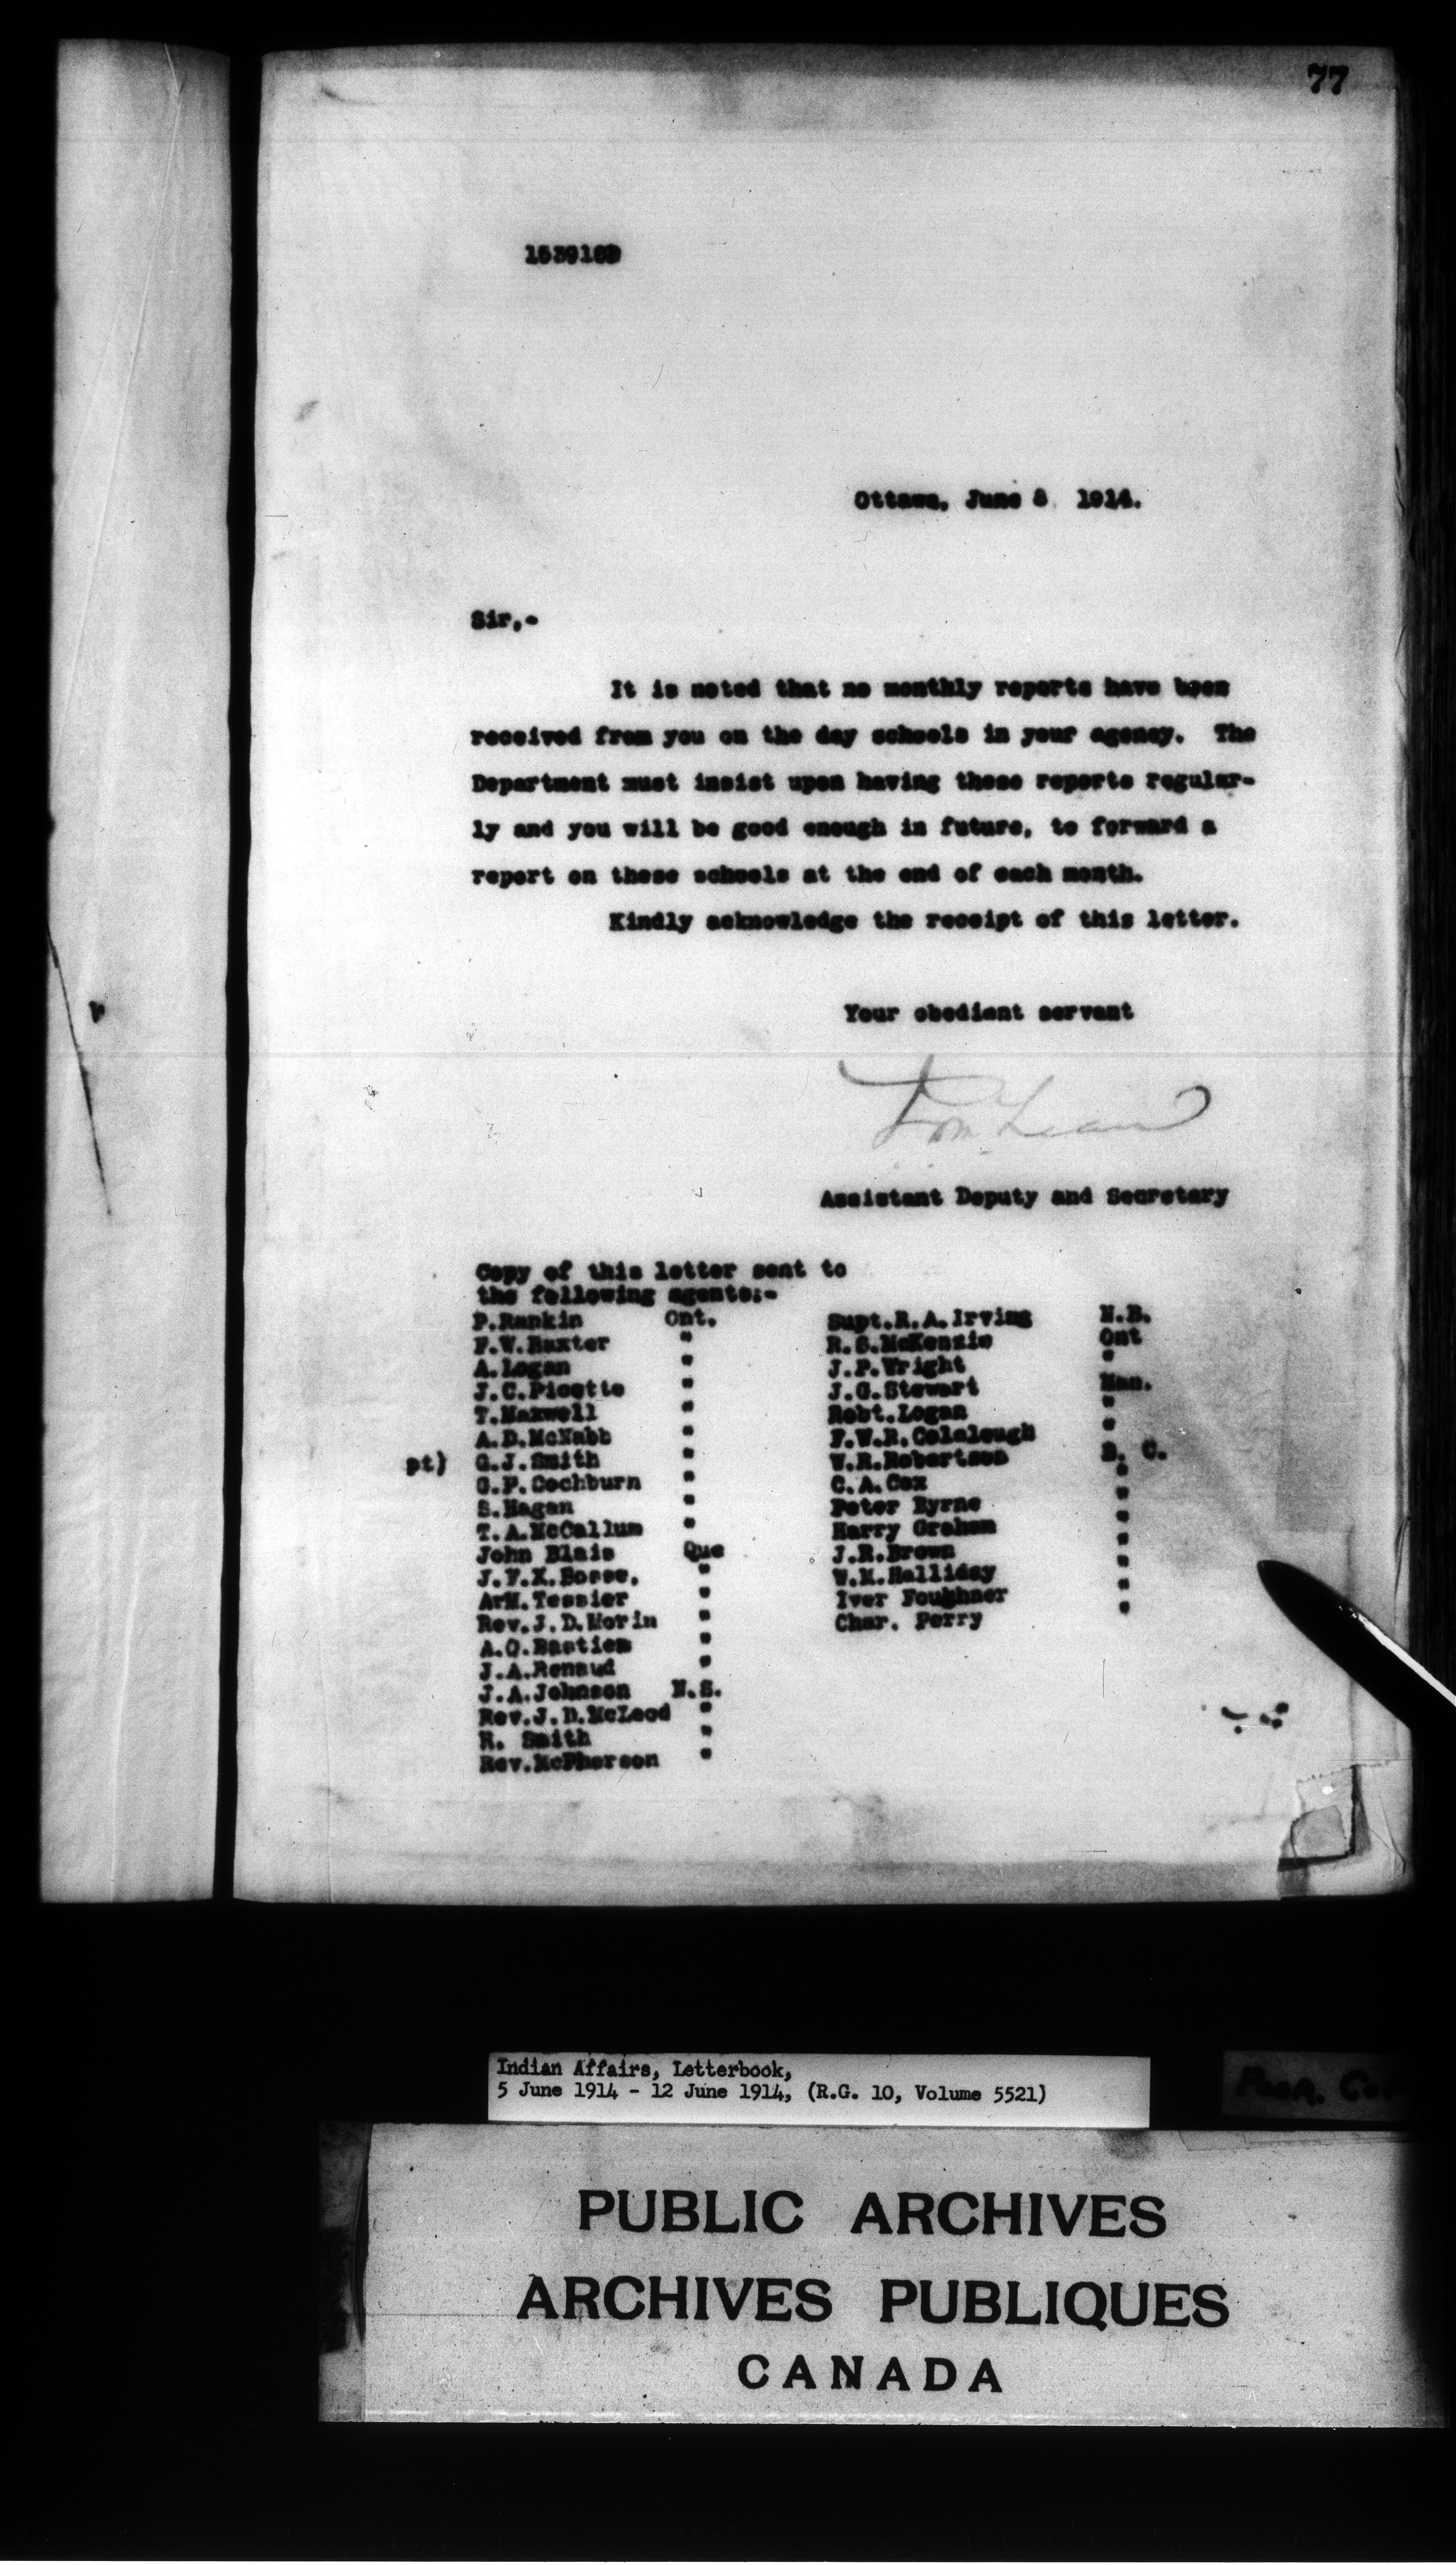 77
Ottawa, June 8 1914.
Sir,-
It is noted that no monthly reports have been
received from you on the day schools in your agency. The
Department must insist upon having these reports regular-
ly and you will be good enough in future, to forward a
report on these schools at the end of each month.
Kindly acknowledge the receipt of this letter.
Your obedient servant
Assistant Deputy and Secretary
Copy of this letter sent to
the following agents:-
P.Rankin Ont.
F.W.Baxter "
A.Logan "
J.C.Picotte "
T.Maxwell "
A.D.McNabb "
pt) G.J.Smith "
G.P.Cochburn "
S.Hagan "
T.A.McCallum "
John Blais Que
J.F.X.Bosse. "
ArM.Tessier "
Rev.J.D.Morin "
A.O.Bastien "
J.A.Renaud "
J.A.Johnson N.S.
Rev.J.D.McLeod "
R. Smith "
Rev.McPherson "
Supt.R.A.Irving N.B.
R.S.McKenzie Ont
J.P.Wright "
J.G.Stewart Man.
Robt.Logan "
F.W.R.Colclough "
W.R.Robertson B. C.
C.A.Cox "
Peter Byrne "
Harry Graham "
J.R.Brown "
W.M.Halliday "
Iver Foughner "
Char. Perry "
Indian Affairs, Letterbook,
5 June 1914 - 12 June 1914, (R.G. 10, Volume 5521)
PUBLIC ARCHIVES
ARCHIVES PUBLIQUES
CANADA